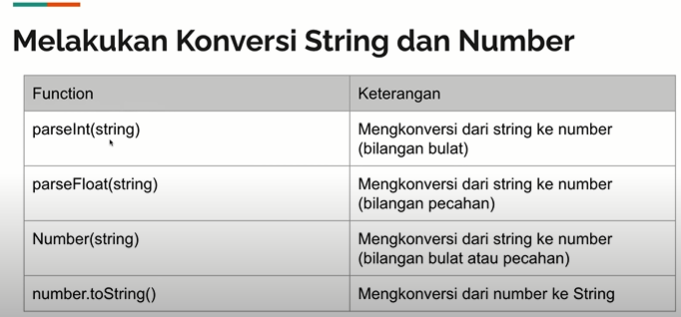 Melakukan Konversi String dan Number
Function
Keterangan
parseInt(string)
Mengkonversi dari string ke number
(bilangan bulat)
parseFloat(string)
Mengkonversi dari string ke number
(bilangan pecahan)
Number(string)
Mengkonversi dari string ke number
(bilangan bulat atau pecahan)
number.toString()
Mengkonversi dari number ke String